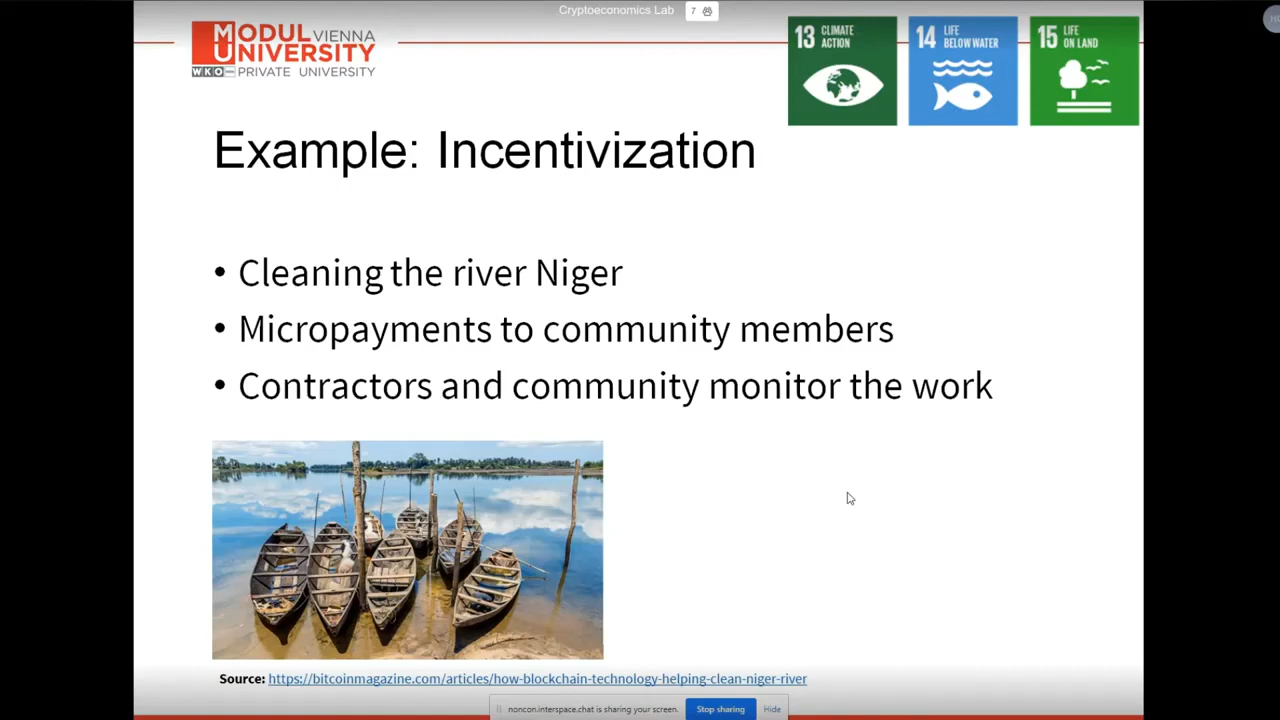 Cryptoeconomics Lab 7
MODUL VIENNA
UNIVERSITY
WKO PRIVATE UNIVERSITY
13 CLIMATE ACTION
14 LIFE BELOW WATER
15 LIFE ON LAND
Example: Incentivization
• Cleaning the river Niger
• Micropayments to community members
• Contractors and community monitor the work
Source: https://bitcoinmagazine.com/articles/how-blockchain-technology-helping-clean-niger-river
noncon.interspace.chat is sharing your screen. Stop sharing Hide